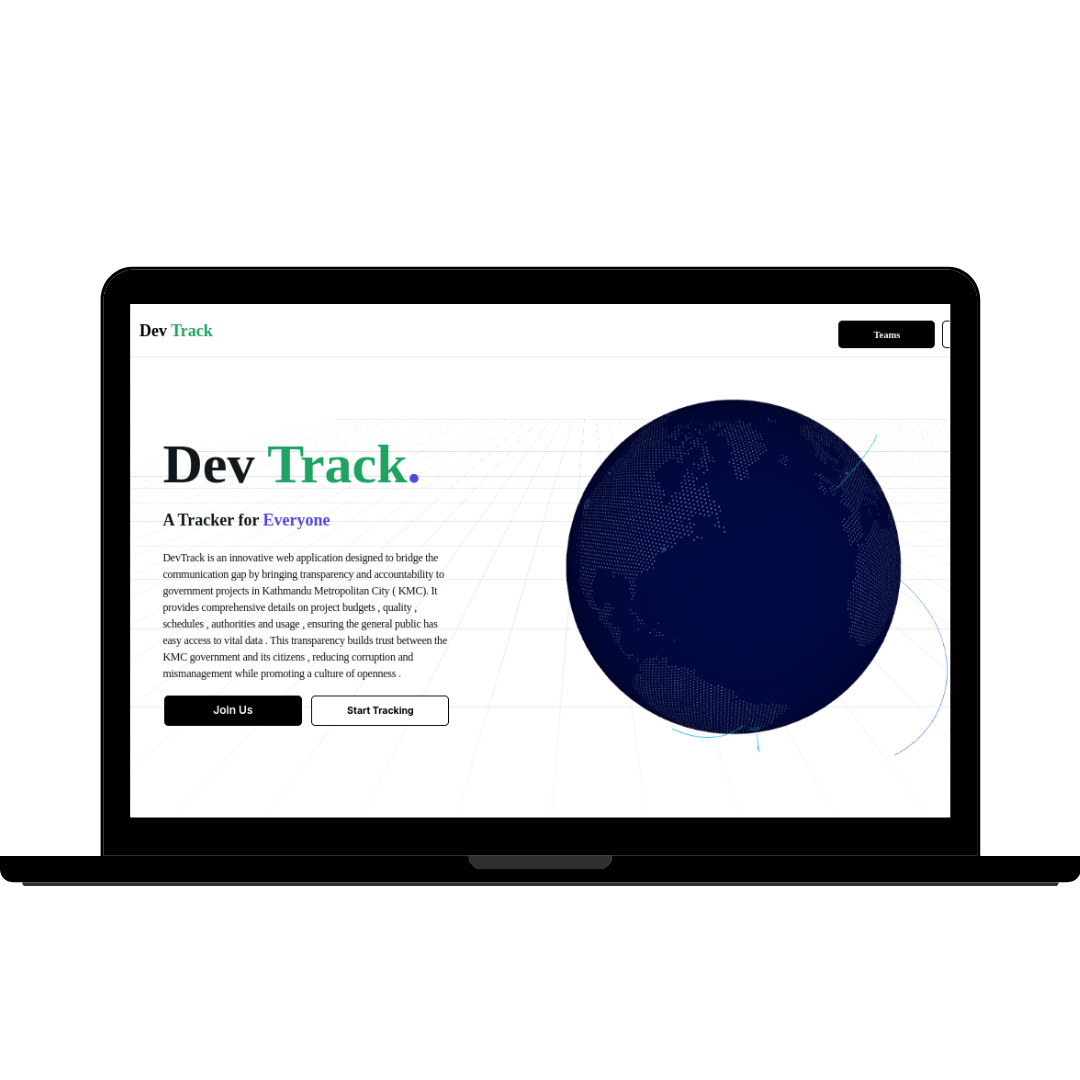 Dev Track
Teams
Dev Track.
A Tracker for Everyone
DevTrack is an innovative web application designed to bridge the
communication gap by bringing transparency and accountability to
government projects in Kathmandu Metropolitan City ( KMC). It
provides comprehensive details on project budgets , quality ,
schedules , authorities and usage , ensuring the general public has
easy access to vital data . This transparency builds trust between the
KMC government and its citizens , reducing corruption and
mismanagement while promoting a culture of openness .
Join Us
Start Tracking